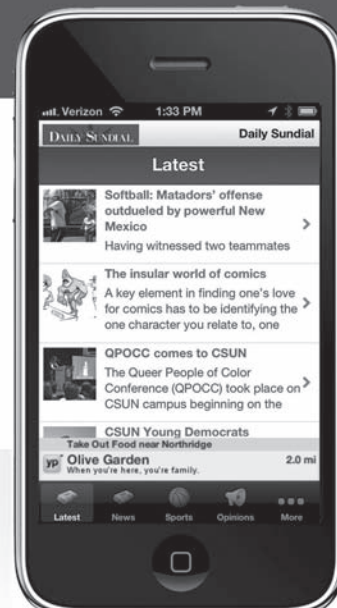 Verizon 1:33 PM
DAILY SUNDIAL Daily Sundial
Latest
Softball: Matadors' offense
outdueled by powerful New
Mexico
Having witnessed two teammates
The insular world of comics
A key element in finding one's love
for comics has to be identifying the
one character you relate to, one
QPOCC comes to CSUN
The Queer People of Color
Conference (QPOCC) took place on
CSUN campus beginning on the
CSUN Young Democrats
Take Out Food near Northridge
yp Olive Garden 2.0 mi
When you're here, you're family.
Latest News Sports Opinions More